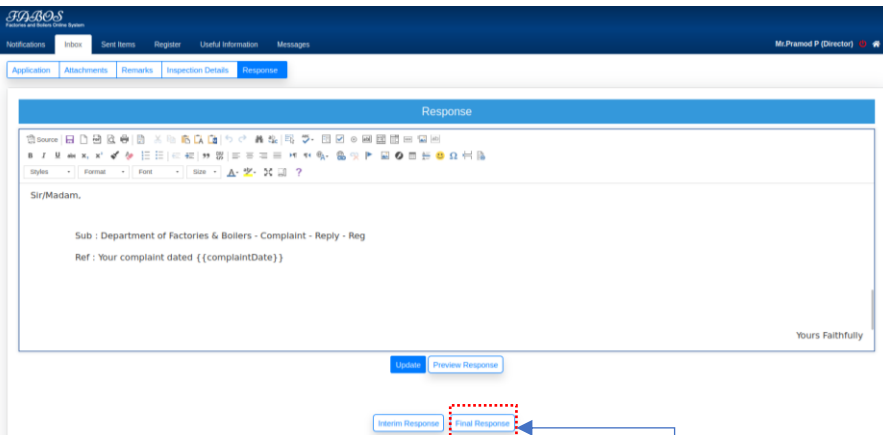 FABOS
Factories and Boilers Online System
Notifications Inbox Sent Items Register Useful Information Messages Mr.Pramod P (Director)
Application Attachments Remarks Inspection Details Response
Response
Source
Styles Format Font Size A ?
Sir/Madam,
Sub : Department of Factories & Boilers - Complaint - Reply - Reg
Ref : Your complaint dated {{complaintDate}}
Yours Faithfully
Update Preview Response
Interim Response Final Response